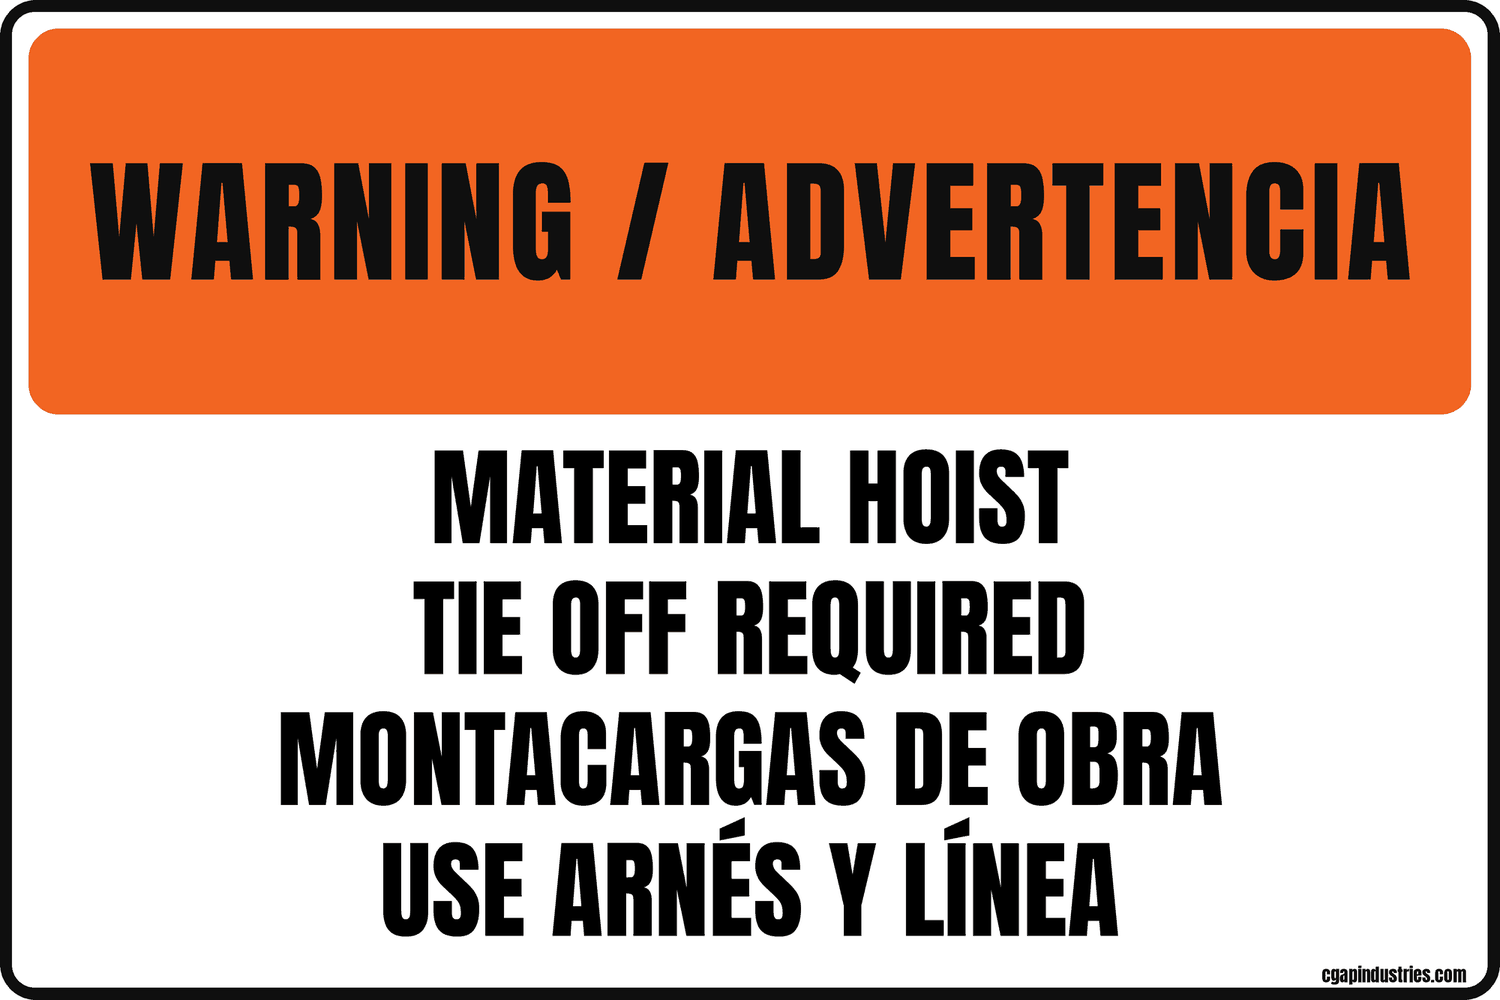 WARNING / ADVERTENCIA
MATERIAL HOIST
TIE OFF REQUIRED
MONTACARGAS DE OBRA
USE ARNÉS Y LÍNEA
cgapindustries.com